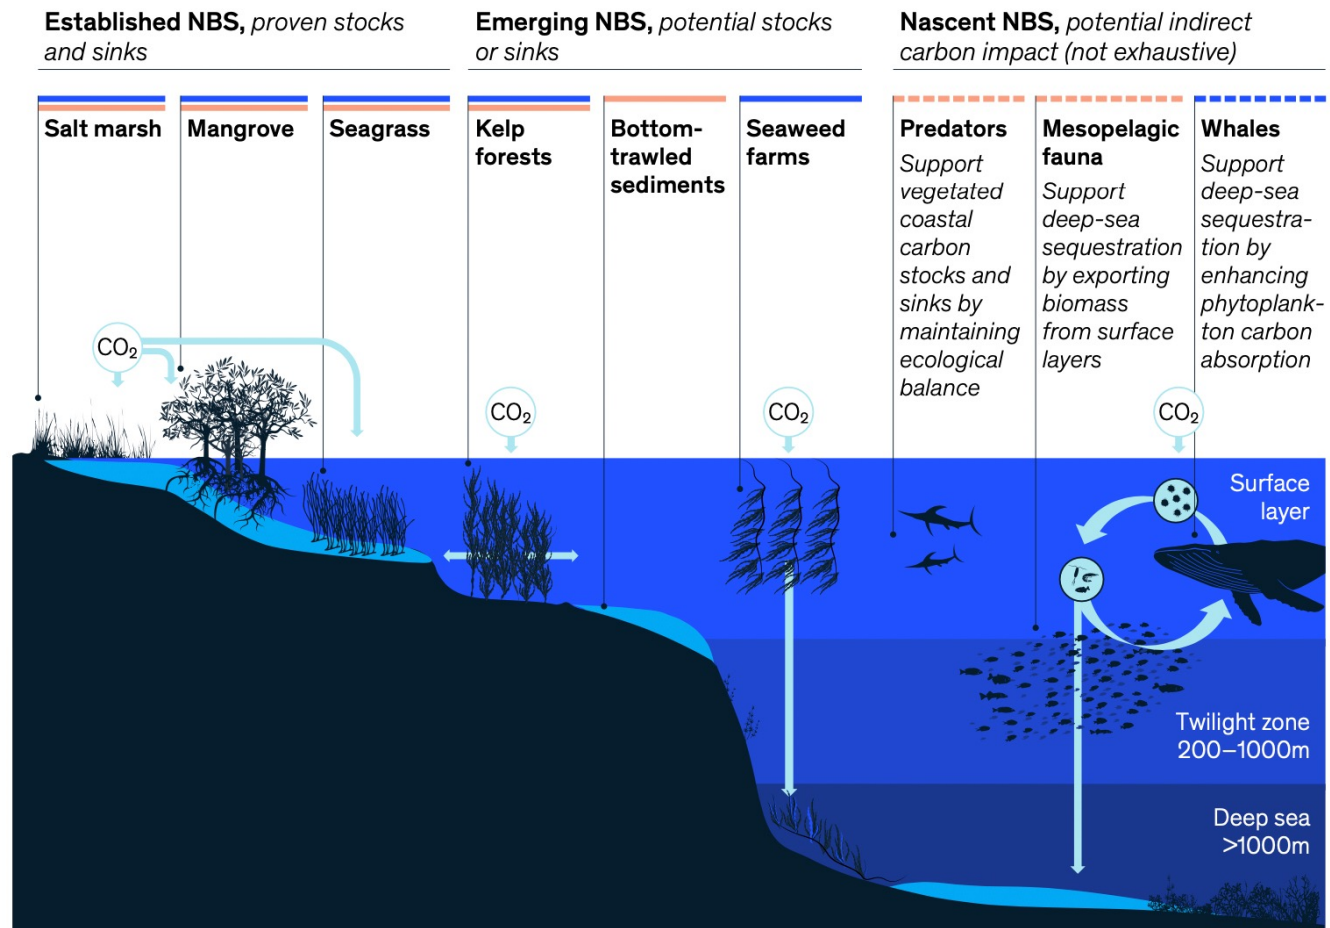 Established NBS, proven stocks
and sinks
Emerging NBS, potential stocks
or sinks
Nascent NBS, potential indirect
carbon impact (not exhaustive)
Salt marsh
Mangrove
Seagrass
Kelp
forests
Bottom-
trawled
sediments
Seaweed
farms
Predators
Support
vegetated
coastal
carbon
stocks and
sinks by
maintaining
ecological
balance
Mesopelagic
fauna
Support
deep-sea
sequestration
by exporting
biomass
from surface
layers
Whales
Support
deep-sea
sequestra-
tion by
enhancing
phytoplank-
ton carbon
absorption
CO₂
CO₂
CO₂
CO₂
Surface
layer
Twilight zone
200–1000m
Deep sea
>1000m